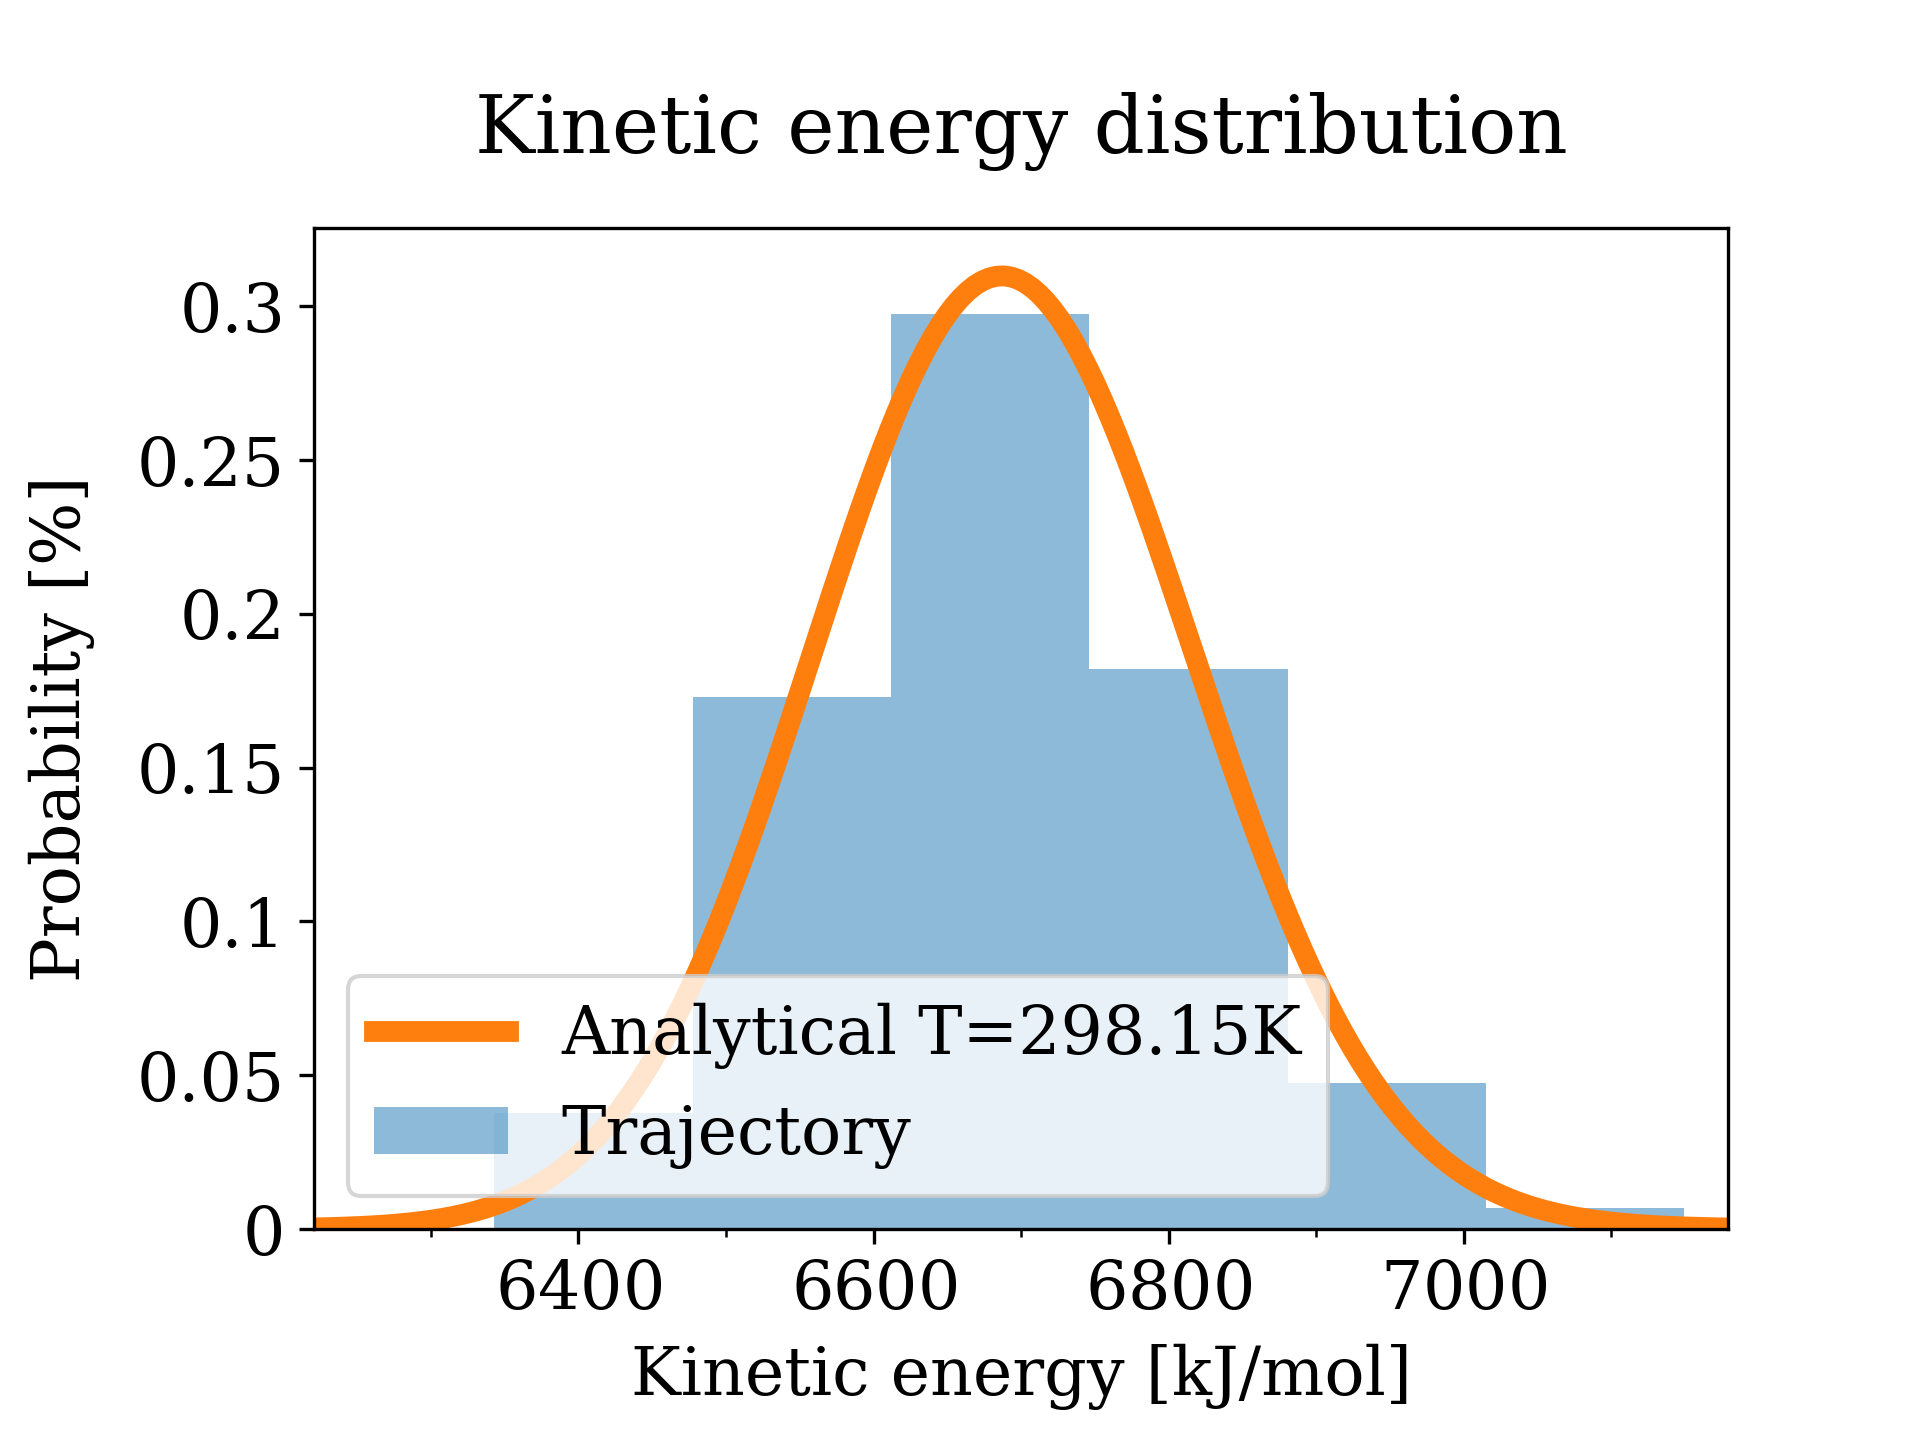 Kinetic energy distribution
0.3
0.25
0.2
0.15
0.1
0.05
0
Probability [%]
Analytical T=298.15K
Trajectory
6400 6600 6800 7000
Kinetic energy [kJ/mol]